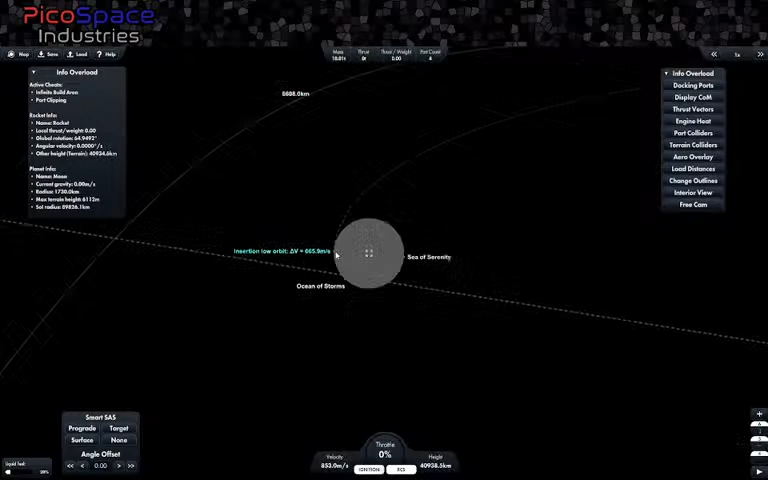 PicoSpace
Industries
Map
Save
Load
Help
Mass
Thrust
Thrust / Weight
Part Count
0t
0.00
4
1x
Info Overload
Active Cheats:
Infinite Build Area
Part Clipping
Rocket Info:
Name: Rocket
Local thrust/weight: 0.00
Global rotation: 64.9492°
Angular velocity: 0.0000°/s
Other height (Terrain): 40934.6km
Planet Info:
Name: Moon
Current gravity: 0.00m/s
Radius: 1730.0km
Max terrain height: 6112m
Soi radius: 89826.1km
Info Overload
Docking Ports
Display CoM
Thrust Vectors
Engine Heat
Part Colliders
Terrain Colliders
Aero Overlay
Load Distances
Change Outlines
Interior View
Free Cam
6608.0km
Insertion low orbit: ΔV = 665.9m/s
Sea of Serenity
Ocean of Storms
Smart SAS
Prograde
Target
Surface
None
Angle Offset
<< < 0.00 > >>
Liquid fuel:
Throttle
0%
Velocity
853.0m/s
Height
40938.5km
IGNITION
RCS